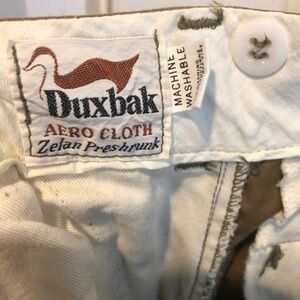 Duxbak
AERO CLOTH
Zelan Preshrunk
MACHINE
WASHABLE